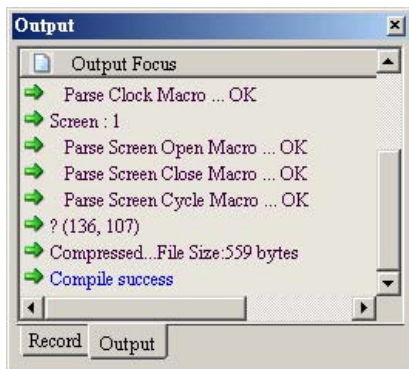 Output
Output Focus
Parse Clock Macro ... OK
Screen : 1
Parse Screen Open Macro ... OK
Parse Screen Close Macro ... OK
Parse Screen Cycle Macro ... OK
? (136, 107)
Compressed...File Size:559 bytes
Compile success
Record Output